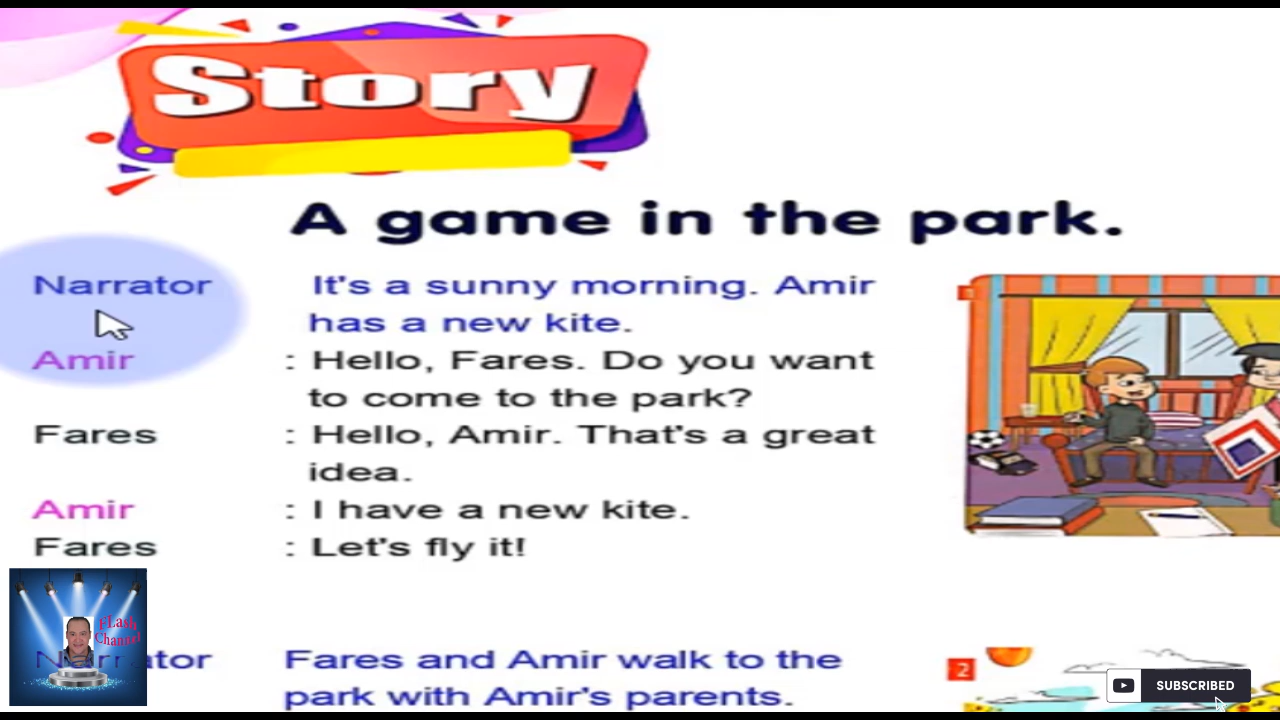 Story
A game in the park.
Narrator It's a sunny morning. Amir
has a new kite.
Amir : Hello, Fares. Do you want
to come to the park?
Fares : Hello, Amir. That's a great
idea.
Amir : I have a new kite.
Fares : Let's fly it!
FLash
Channel
Narrator Fares and Amir walk to the
park with Amir's parents.
2
SUBSCRIBED